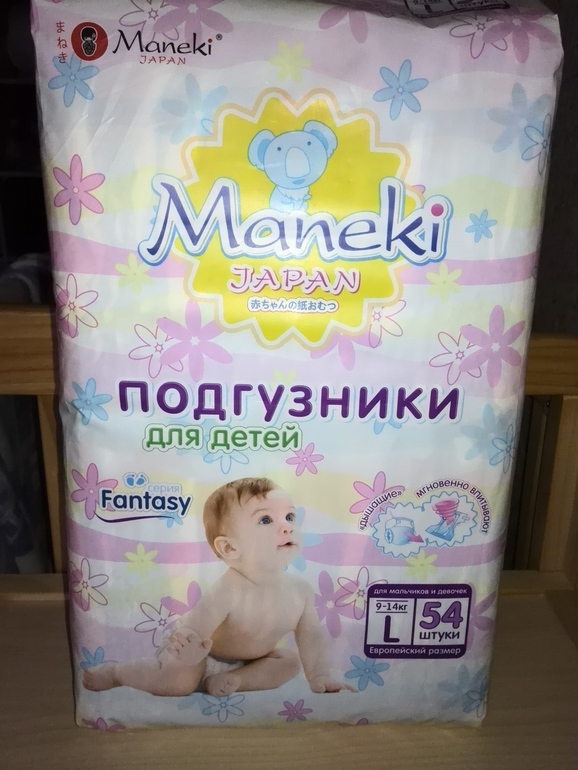 まねき
Maneki®
JAPAN
Maneki
JAPAN
赤ちゃんの紙おむつ
ПОДГУЗНИКИ
для детей
серия
Fantasy
«дышащие»
мгновенно впитывают
для мальчиков и девочек
9-14кг
L
54
штуки
Европейский размер